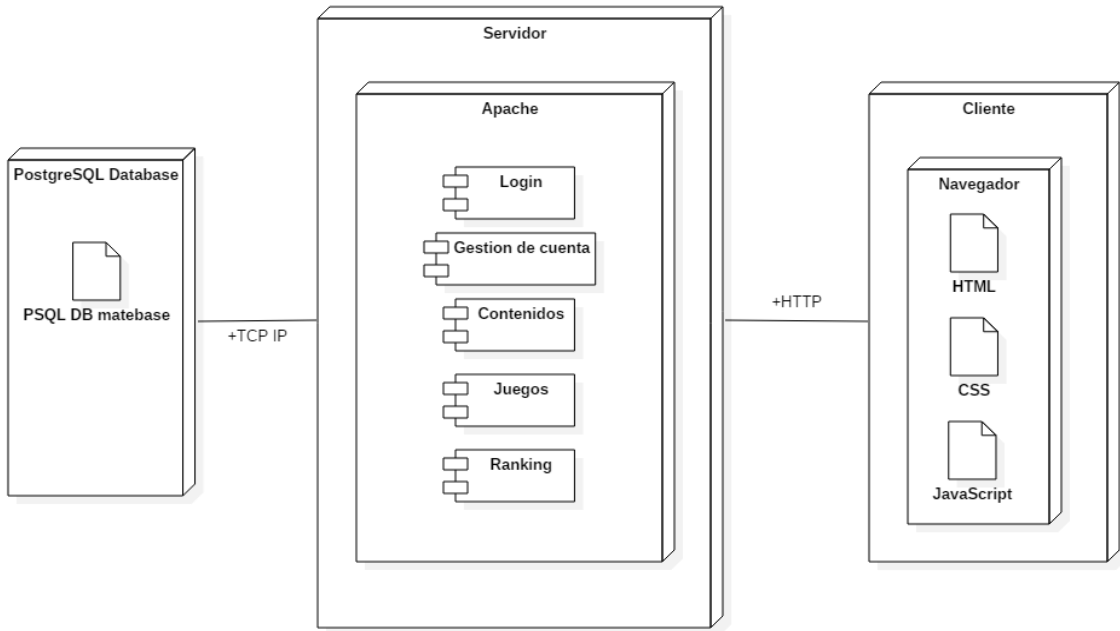 PostgreSQL Database
PSQL DB matebase
+TCP IP
Servidor
Apache
Login
Gestion de cuenta
Contenidos
Juegos
Ranking
+HTTP
Cliente
Navegador
HTML
CSS
JavaScript